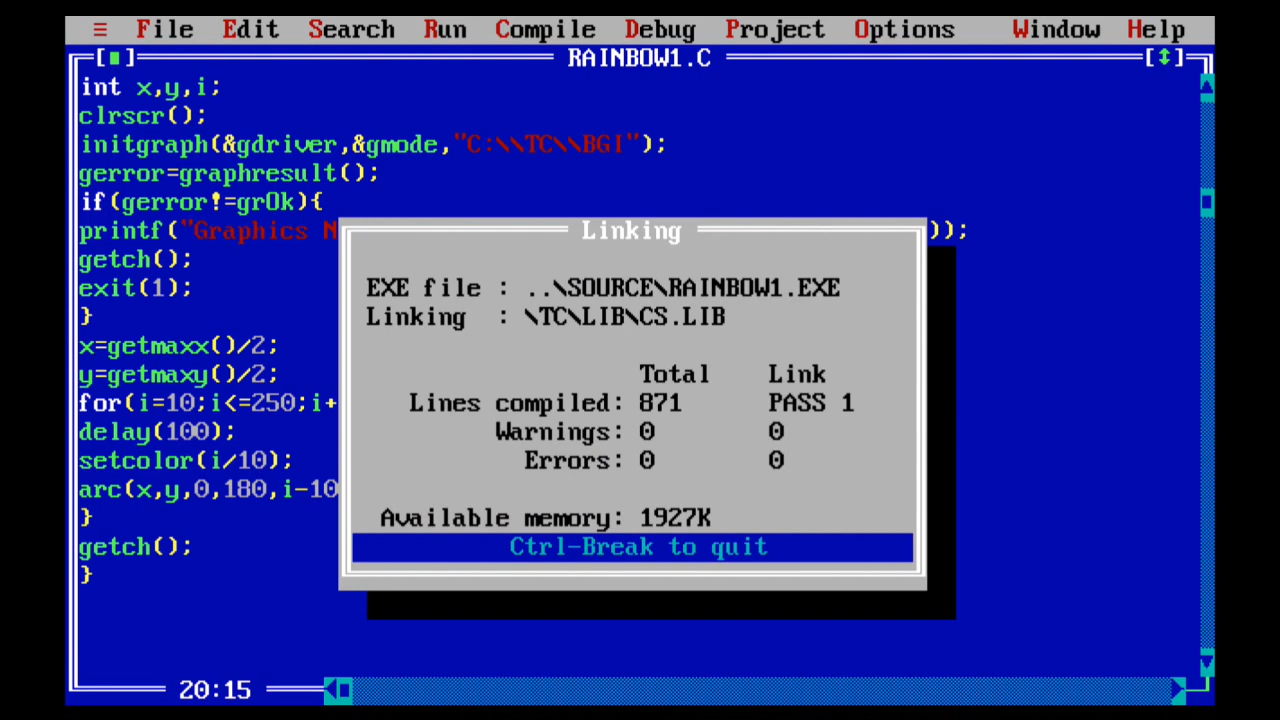 ≡ File Edit Search Run Compile Debug Project Options Window Help
RAINBOW1.C
int x,y,i;
clrscr();
initgraph(&gdriver,&gmode,"C:\\TC\\BGI");
gerror=graphresult();
if(gerror!=grOk){
printf("Graphics N ));
getch();
exit(1);
}
x=getmaxx()/2;
y=getmaxy()/2;
for(i=10;i<=250;i+
delay(100);
setcolor(i/10);
arc(x,y,0,180,i-10
}
getch();
}
Linking
EXE file : ..\SOURCE\RAINBOW1.EXE
Linking : \TC\LIB\CS.LIB
Total Link
Lines compiled: 871 PASS 1
Warnings: 0 0
Errors: 0 0
Available memory: 1927K
Ctrl-Break to quit
20:15